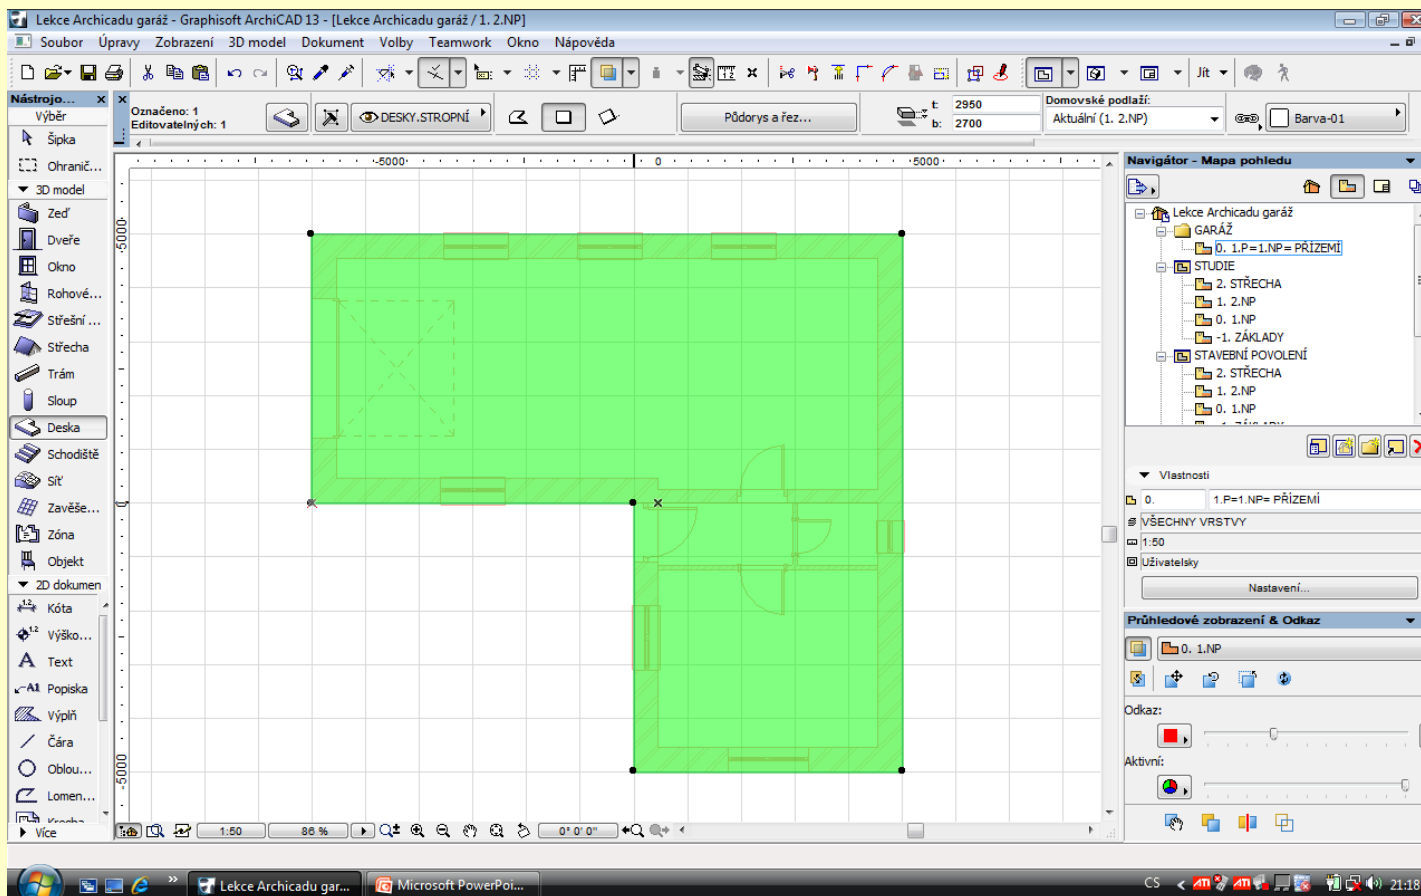 Lekce Archicadu garáž - Graphisoft ArchiCAD 13 - [Lekce Archicadu garáž / 1. 2.NP]
Soubor Úpravy Zobrazení 3D model Dokument Volby Teamwork Okno Nápověda
Jít
Nástrojo...
Výběr
Šipka
Ohranič...
3D model
Zeď
Dveře
Okno
Rohové...
Střešní ...
Střecha
Trám
Sloup
Deska
Schodiště
Síť
Zavěše...
Zóna
Objekt
2D dokumen
Kóta
Výško...
Text
Popiska
Výplň
Čára
Oblou...
Lomen...
Více
Označeno: 1
Editovatelných: 1
DESKY.STROPNÍ
Půdorys a řez...
t: 2950
b: 2700
Domovské podlaží:
Aktuální (1. 2.NP)
Barva-01
-5000 0 5000
5000
-5000
1:50 86 % 0° 0' 0"
Navigátor - Mapa pohledu
Lekce Archicadu garáž
GARÁŽ
0. 1.P=1.NP= PŘÍZEMÍ
STUDIE
2. STŘECHA
1. 2.NP
0. 1.NP
-1. ZÁKLADY
STAVEBNÍ POVOLENÍ
2. STŘECHA
1. 2.NP
0. 1.NP
Vlastnosti
0. 1.P=1.NP= PŘÍZEMÍ
VŠECHNY VRSTVY
1:50
Uživatelsky
Nastavení...
Průhledové zobrazení & Odkaz
0. 1.NP
Odkaz:
Aktivní:
Lekce Archicadu gar...
Microsoft PowerPoi...
CS
21:18